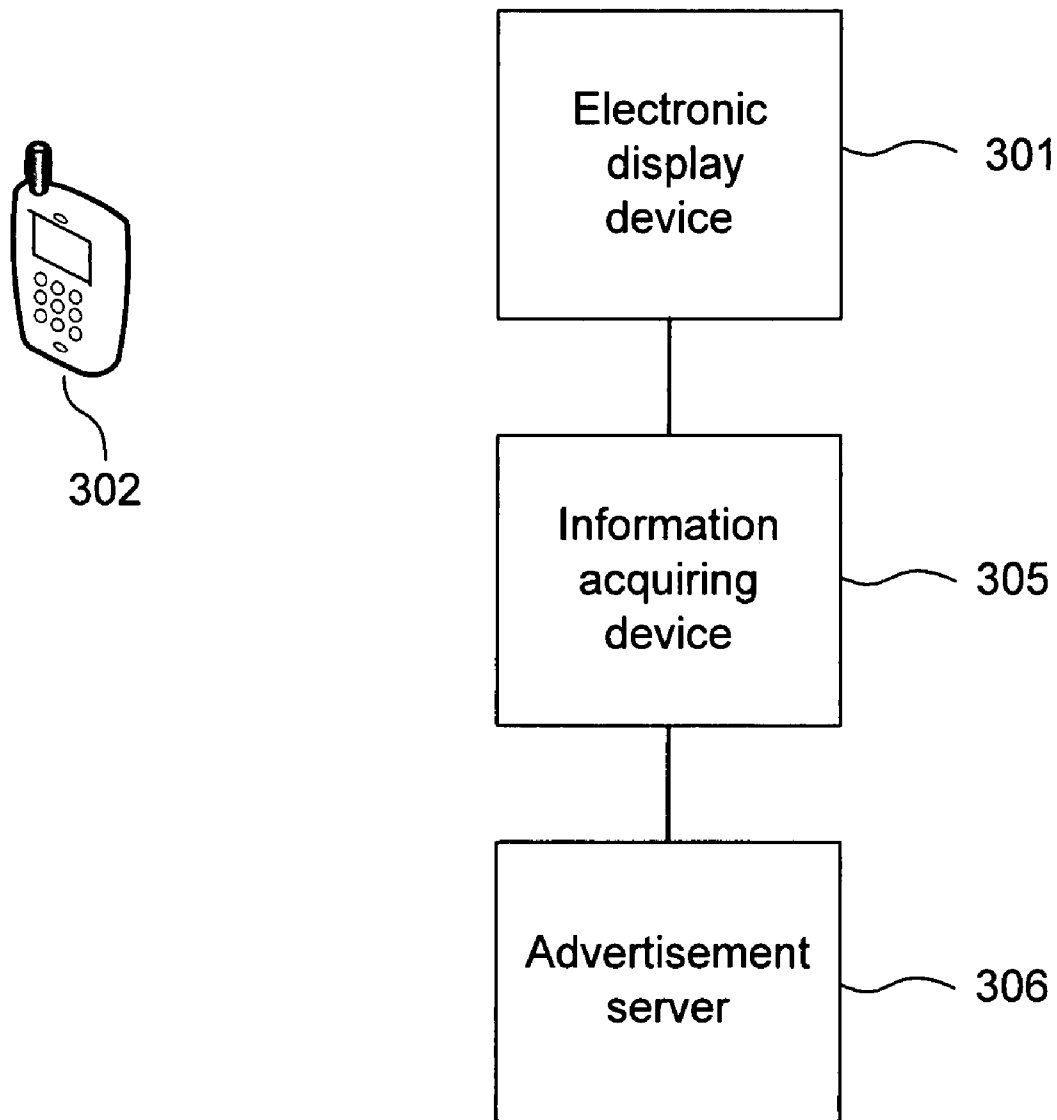 Electronic
display
device
301
302
Information
acquiring
device
305
Advertisement
server
306